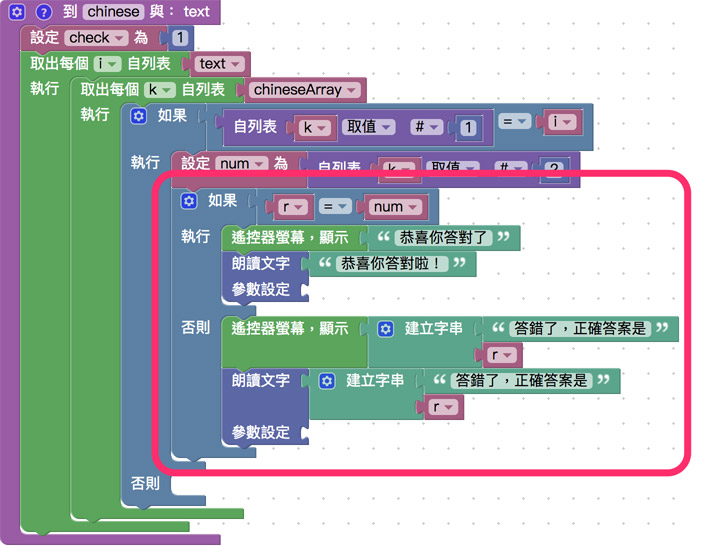 到 chinese 與： text
設定 check 為 1
取出每個 i 自列表 text
執行 取出每個 k 自列表 chineseArray
執行 如果 自列表 k 取值 # 1 = i
執行 設定 num 為 自列表 k 取值 # 2
如果 r = num
執行 遙控器螢幕，顯示 “ 恭喜你答對了 ”
朗讀文字 “ 恭喜你答對啦！ ”
參數設定
否則 遙控器螢幕，顯示 建立字串 “ 答錯了，正確答案是 ”
r
朗讀文字 建立字串 “ 答錯了，正確答案是 ”
r
參數設定
否則